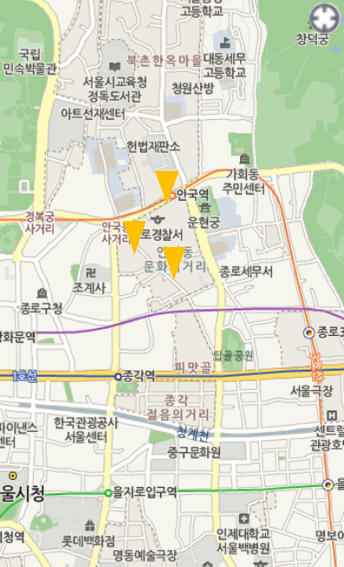 고등학교
창덕궁
국립
민속박물관
북촌한옥마을
대동세무
고등학교
서울시교육청
정독도서관
청원산방
아트선재센터
헌법재판소
가회동
주민센터
안국역
경복궁
사거리
안국동
사거리
운현궁
로경찰서
문화의거리
종로세무서
조계사
종로구청
화문역
종로3
탑골공원
피맛골
1호선
종각역
서울극장
종각
젊음의거리
한국관광공사
서울센터
파이낸스
센터
청계천
센트럴
관광호
중구문화원
울시청
을지로입구역
을
시청역
롯데백화점
명동예술극장
인제대학교
서울백병원
명보아